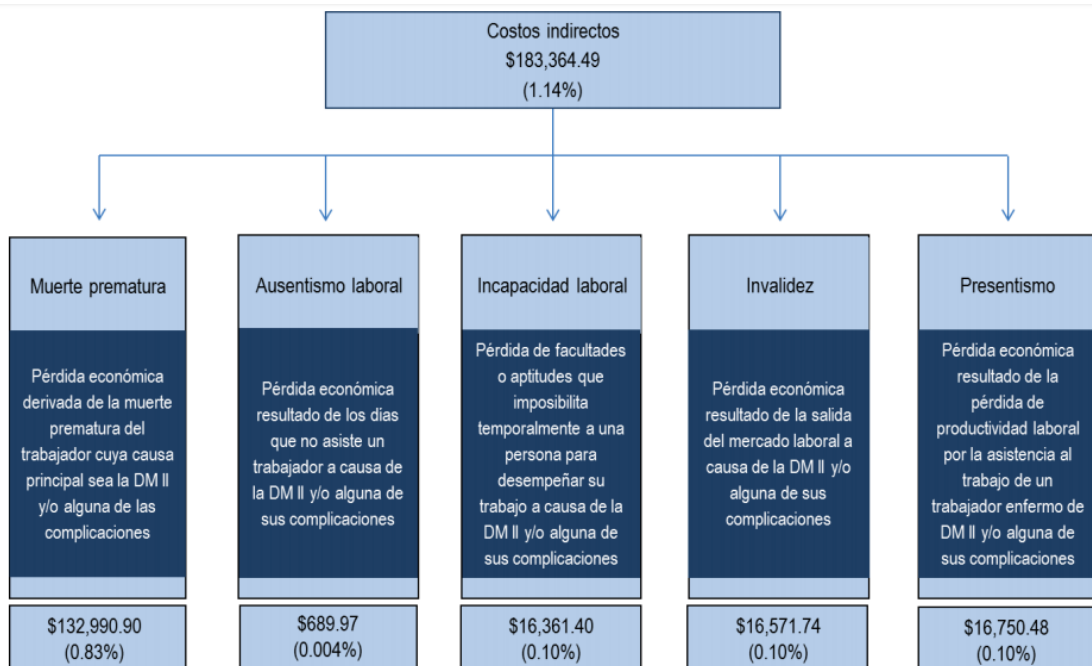 Costos indirectos
$183,364.49
(1.14%)
Muerte prematura
Pérdida económica
derivada de la muerte
prematura del
trabajador cuya causa
principal sea la DM II
y/o alguna de las
complicaciones
$132,990.90
(0.83%)
Ausentismo laboral
Pérdida económica
resultado de los días
que no asiste un
trabajador a causa de
la DM II y/o alguna de
sus complicaciones
$689.97
(0.004%)
Incapacidad laboral
Pérdida de facultades
o aptitudes que
imposibilita
temporalmente a una
persona para
desempeñar su
trabajo a causa de la
DM II y/o alguna de
sus complicaciones
$16,361.40
(0.10%)
Invalidez
Pérdida económica
resultado de la salida
del mercado laboral a
causa de la DM II y/o
alguna de sus
complicaciones
$16,571.74
(0.10%)
Presentismo
Pérdida económica
resultado de la
pérdida de
productividad laboral
por la asistencia al
trabajo de un
trabajador enfermo de
DM II y/o alguna de
sus complicaciones
$16,750.48
(0.10%)